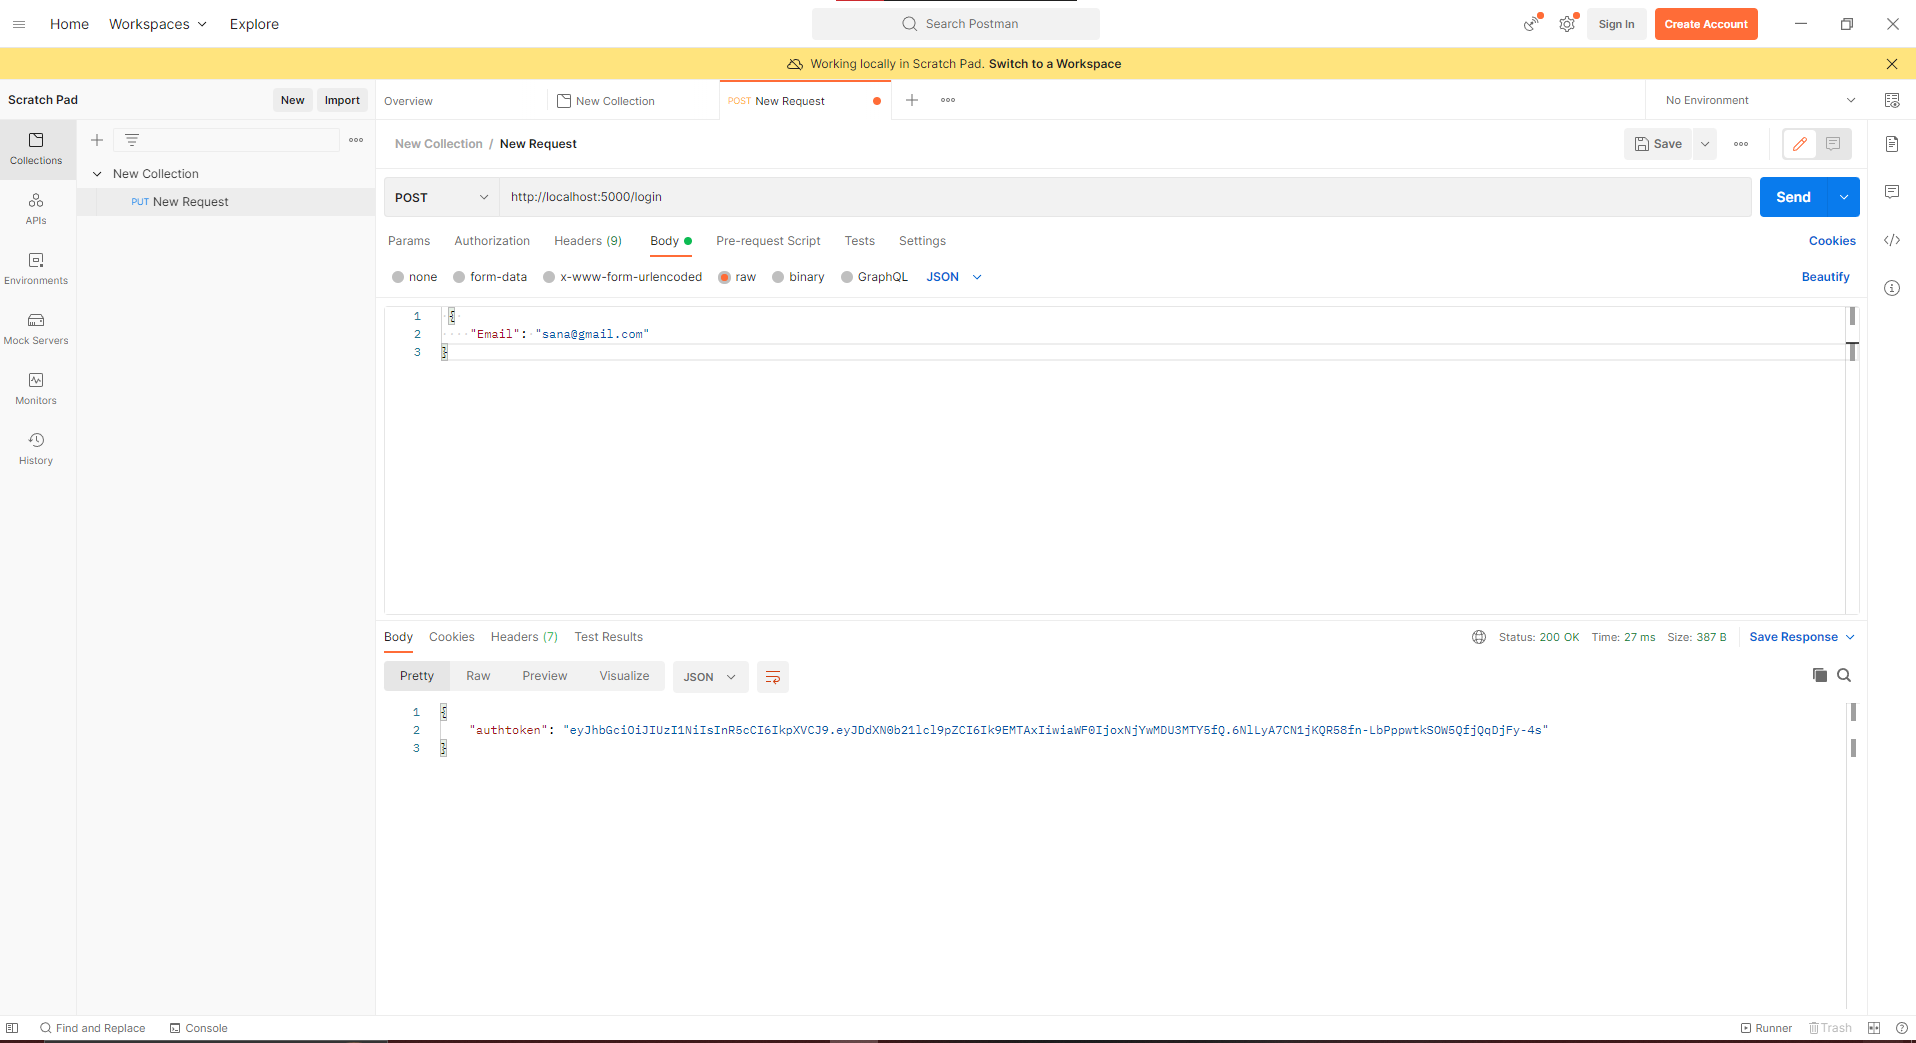 Home Workspaces Explore Search Postman Sign In Create Account
Working locally in Scratch Pad. Switch to a Workspace
Scratch Pad New Import Overview New Collection POST New Request No Environment
Collections
APIs
Environments
Mock Servers
Monitors
History
New Collection
PUT New Request
New Collection / New Request Save
POST http://localhost:5000/login Send
Params Authorization Headers (9) Body Pre-request Script Tests Settings Cookies
none form-data x-www-form-urlencoded raw binary GraphQL JSON Beautify
1 {
2 "Email": "sana@gmail.com"
3 }
Body Cookies Headers (7) Test Results Status: 200 OK Time: 27 ms Size: 387 B Save Response
Pretty Raw Preview Visualize JSON
1 {
2 "authtoken": "eyJhbGciOiJIUzI1NiIsInR5cCI6IkpXVCJ9.eyJDdXN0b21lcl9pZCI6Ik9EMTAxIiwiaWF0IjoxNjYwMDU3MTY5fQ.6NlLyA7CN1jKQR58fn-LbPppwtkSOW5QfjQqDjFy-4s"
3 }
Find and Replace Console Runner Trash